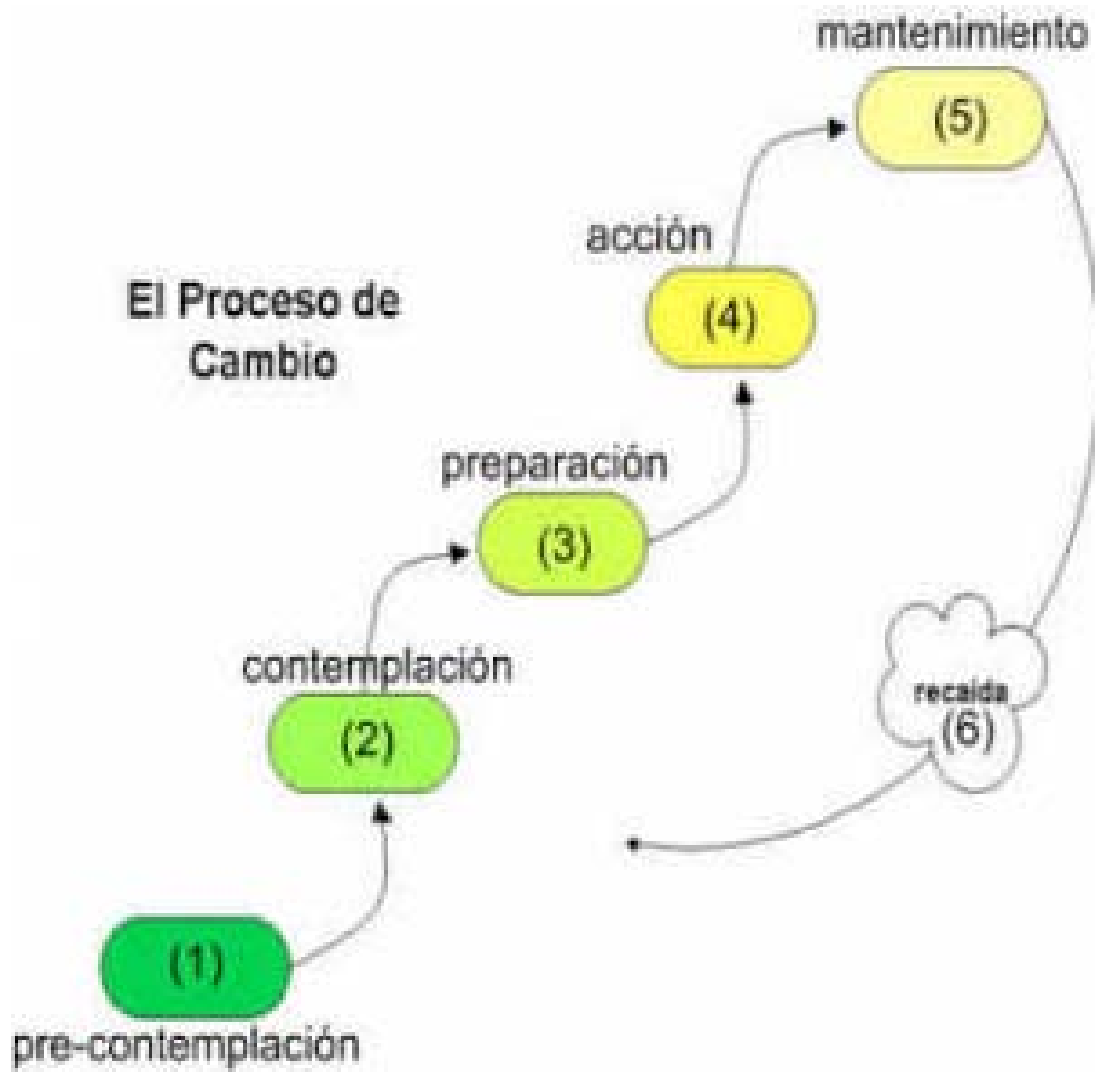 mantenimiento
(5)
acción
(4)
El Proceso de
Cambio
preparación
(3)
contemplación
(2)
recaida
(6)
(1)
pre-contemplación